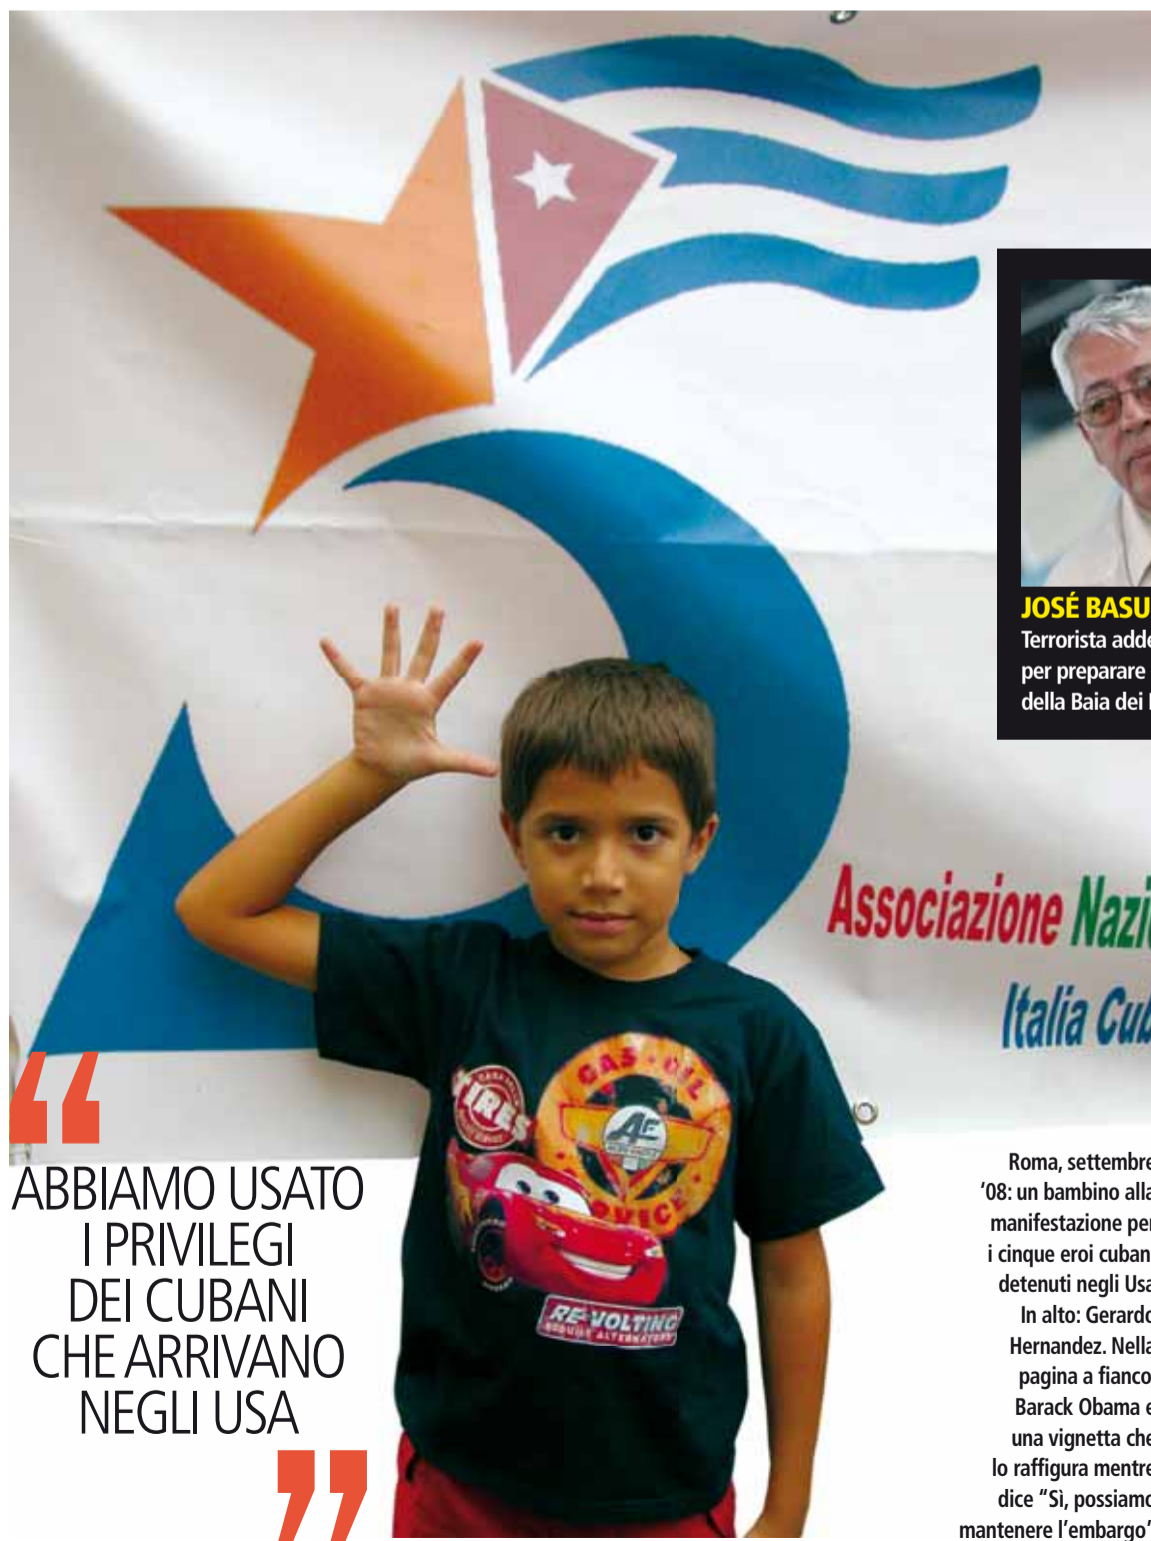 JOSÉ BASU
Terrorista adde
per preparare
della Baia dei
Associazione Nazi
Italia Cub
GAS · OIL
TIRES
RE-VOLTING
“
ABBIAMO USATO
I PRIVILEGI
DEI CUBANI
CHE ARRIVANO
NEGLI USA
”
Roma, settembre
‘08: un bambino alla
manifestazione per
i cinque eroi cubani
detenuti negli Usa
In alto: Gerardo
Hernandez. Nella
pagina a fianco,
Barack Obama e
una vignetta che
lo raffigura mentre
dice “Sì, possiamo
mantenere l’embargo”